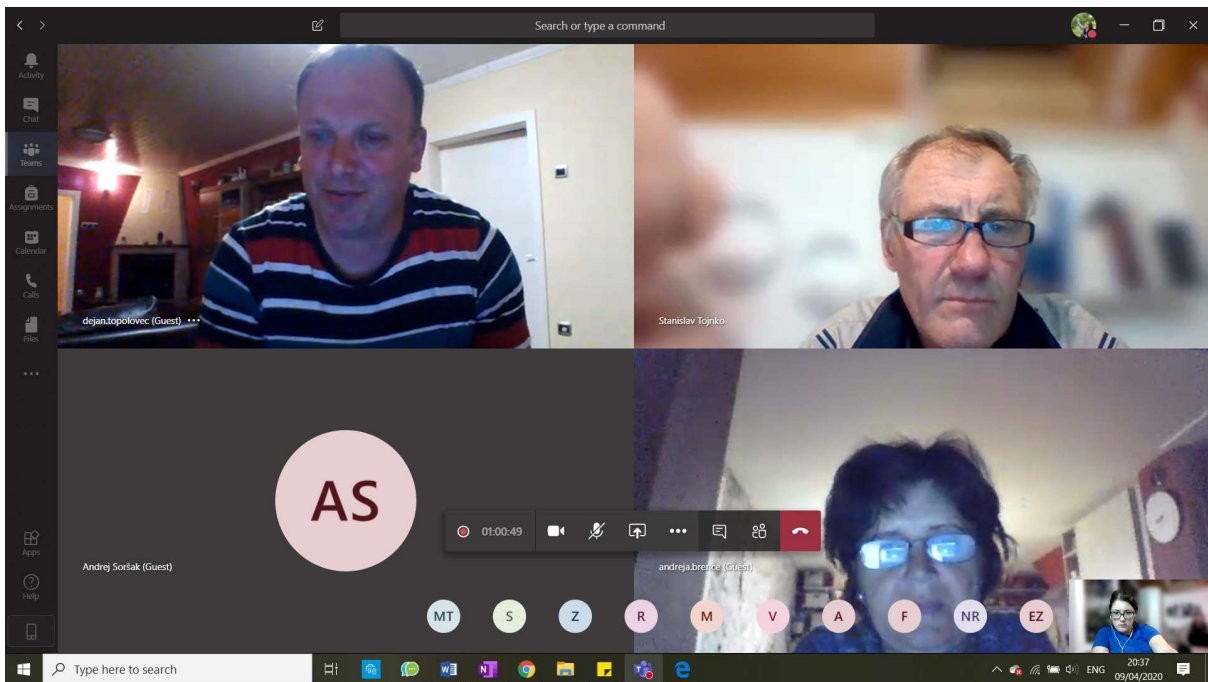 Search or type a command
Activity
Chat
Teams
Assignments
Calendar
Calls
Files
Apps
Help
dejan.topolovec (Guest)
Stanislav Tojnko
AS
Andrej Soršak (Guest)
01:00:49
andreja.brence (Guest)
MT
S
Z
R
M
V
A
F
NR
EZ
Type here to search
ENG
20:37
09/04/2020